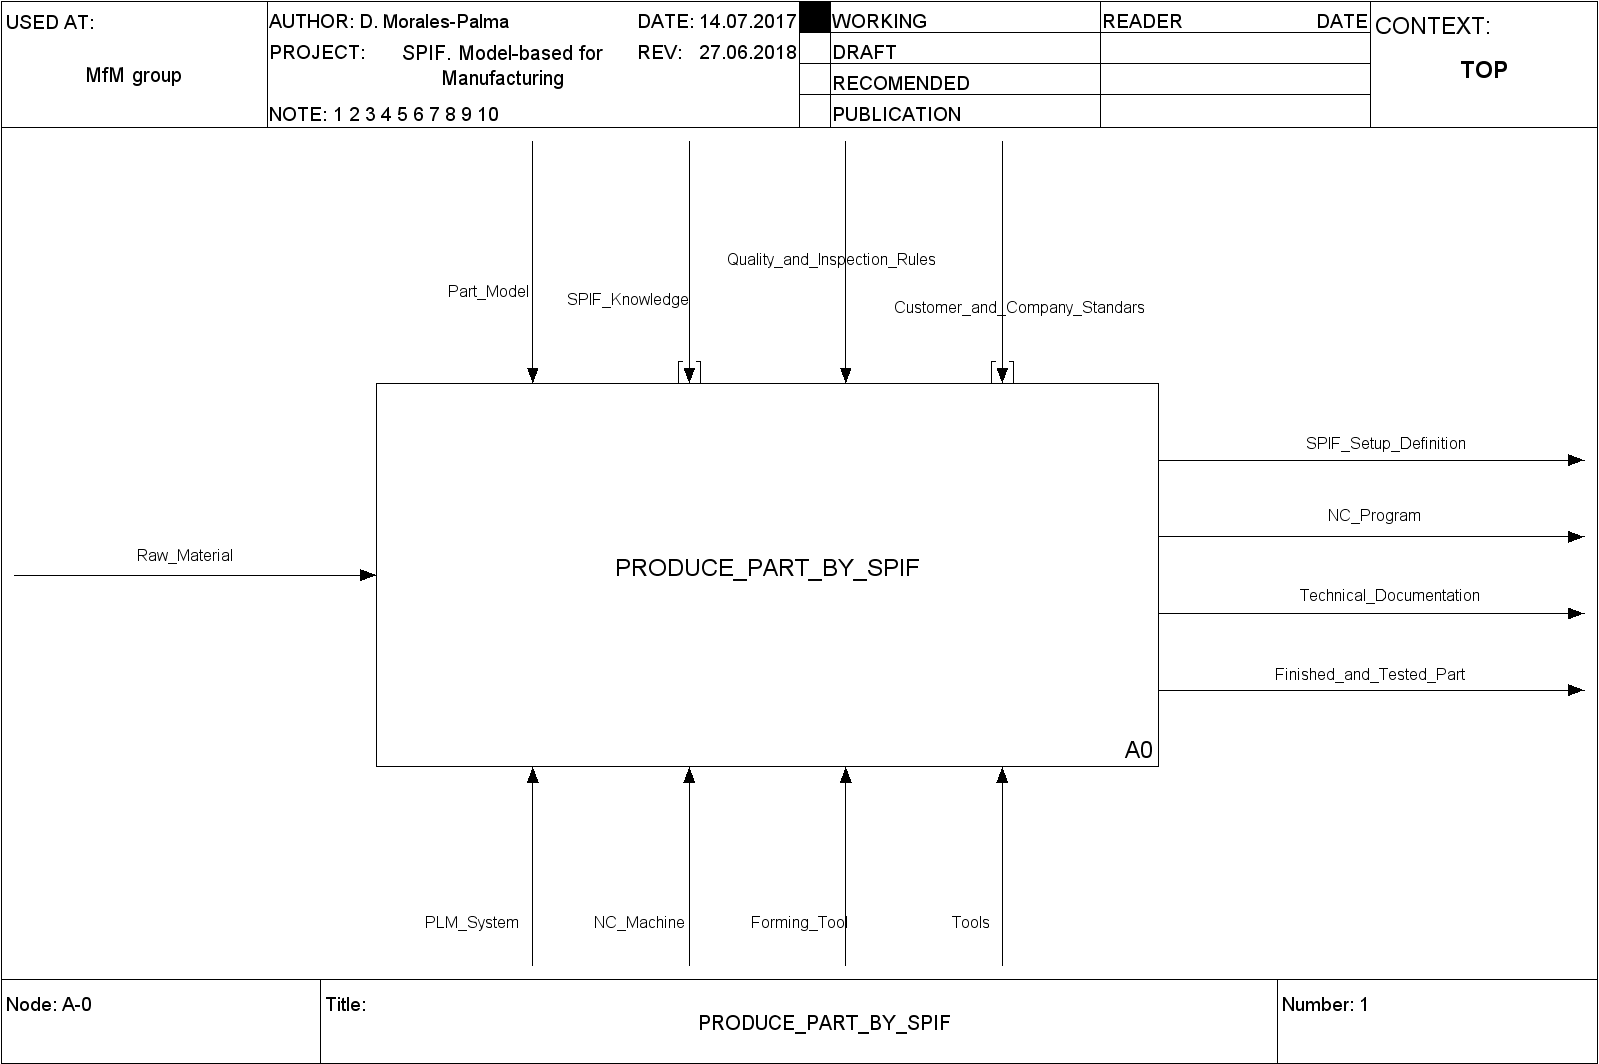 USED AT:
MfM group
AUTHOR: D. Morales-Palma
DATE: 14.07.2017
PROJECT: SPIF. Model-based for
Manufacturing
REV: 27.06.2018
NOTE: 1 2 3 4 5 6 7 8 9 10
WORKING
DRAFT
RECOMENDED
PUBLICATION
READER DATE
CONTEXT:
TOP
Quality_and_Inspection_Rules
Part_Model
SPIF_Knowledge
Customer_and_Company_Standars
SPIF_Setup_Definition
NC_Program
Raw_Material
PRODUCE_PART_BY_SPIF
Technical_Documentation
Finished_and_Tested_Part
A0
PLM_System
NC_Machine
Forming_Tool
Tools
Node: A-0
Title:
PRODUCE_PART_BY_SPIF
Number: 1